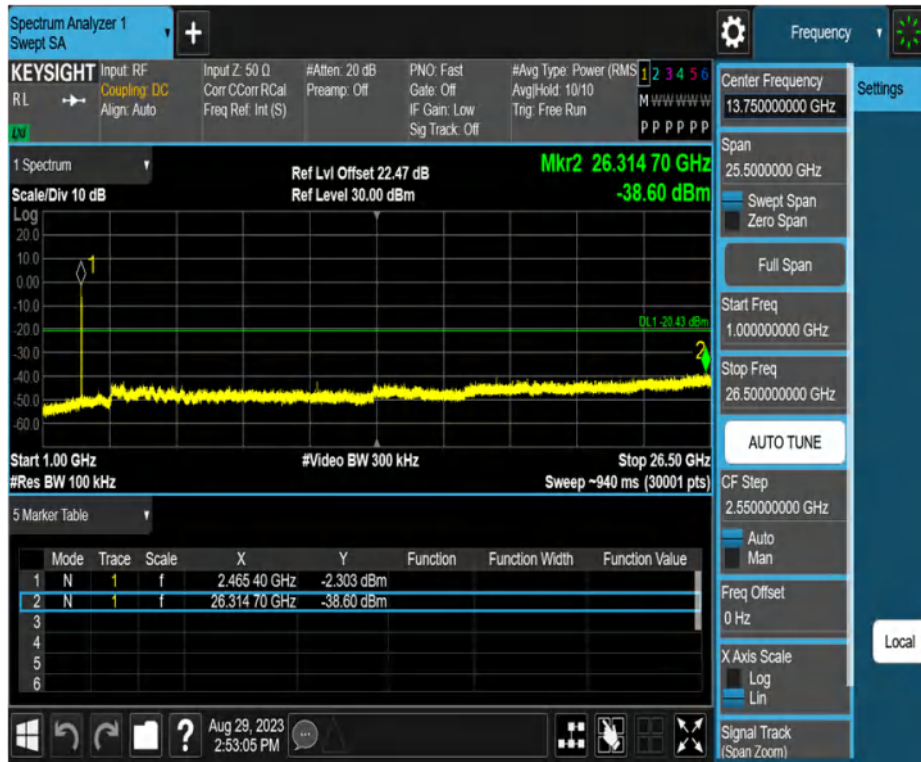 Spectrum Analyzer 1
Swept SA
+
Frequency
KEYSIGHT
RL
LXI
Input: RF
Coupling: DC
Align: Auto
Input Z: 50 Ω
Corr CCorr RCal
Freq Ref: Int (S)
#Atten: 20 dB
Preamp: Off
PNO: Fast
Gate: Off
IF Gain: Low
Sig Track: Off
#Avg Type: Power (RMS
Avg|Hold: 10/10
Trig: Free Run
1 2 3 4 5 6
M W W W W W
P P P P P P
1 Spectrum
Scale/Div 10 dB
Ref Lvl Offset 22.47 dB
Ref Level 30.00 dBm
Mkr2 26.314 70 GHz
-38.60 dBm
Log
20.0
10.0
0.00
-10.0
-20.0
-30.0
-40.0
-50.0
-60.0
1
DL1 -20.43 dBm
2
Start 1.00 GHz
#Res BW 100 kHz
#Video BW 300 kHz
Stop 26.50 GHz
Sweep ~940 ms (30001 pts)
5 Marker Table
Mode Trace Scale X Y Function Function Width Function Value
1 N 1 f 2.465 40 GHz -2.303 dBm
2 N 1 f 26.314 70 GHz -38.60 dBm
3
4
5
6
Aug 29, 2023
2:53:05 PM
?
Center Frequency
13.750000000 GHz
Span
25.5000000 GHz
Swept Span
Zero Span
Full Span
Start Freq
1.000000000 GHz
Stop Freq
26.500000000 GHz
AUTO TUNE
CF Step
2.550000000 GHz
Auto
Man
Freq Offset
0 Hz
X Axis Scale
Log
Lin
Signal Track
(Span Zoom)
Settings
Local